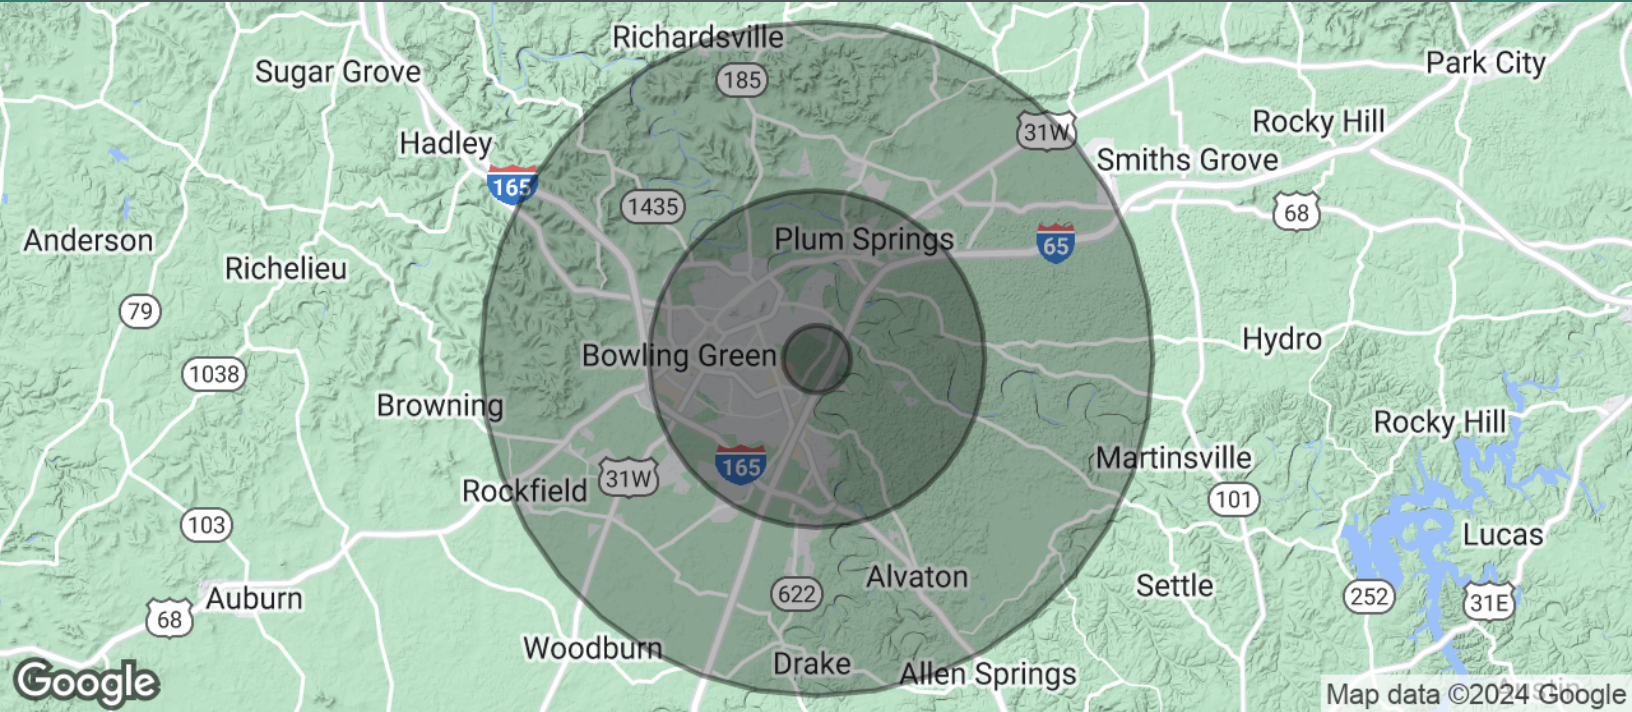 Richardsville
Sugar Grove
185
Park City
31W
Rocky Hill
Hadley
Smiths Grove
165
1435
68
Anderson
Plum Springs
65
Richelieu
79
Hydro
Bowling Green
1038
Browning
Rocky Hill
165
Martinsville
31W
Rockfield
101
103
Lucas
Alvaton
Settle
622
252
31E
Auburn
68
Woodburn
Drake
Allen Springs
Google
Map data ©2024 Google